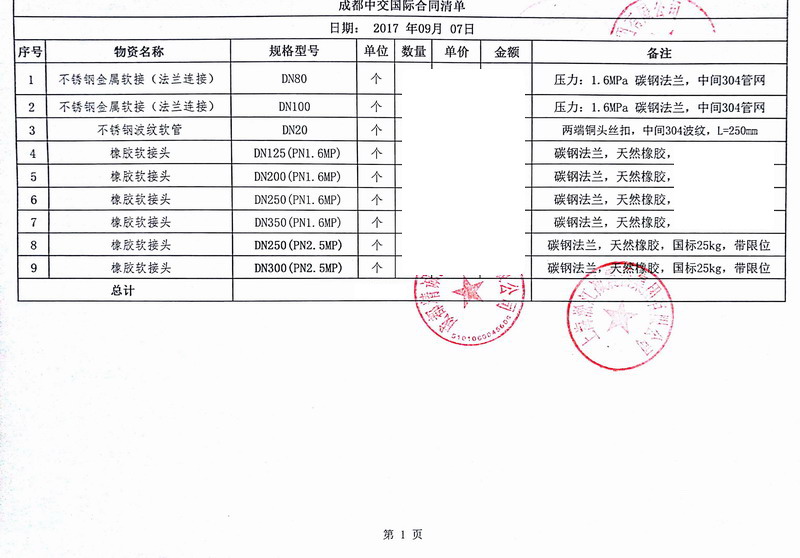 成都中交国际合同清单
日期： 2017 年09月 07日
序号 物资名称 规格型号 单位 数量 单价 金额 备注
1 不锈钢金属软接（法兰连接） DN80 个 压力：1.6MPa 碳钢法兰，中间304管网
2 不锈钢金属软接（法兰连接） DN100 个 压力：1.6MPa 碳钢法兰，中间304管网
3 不锈钢波纹软管 DN20 个 两端铜头丝扣，中间304波纹，L=250mm
4 橡胶软接头 DN125(PN1.6MP) 个 碳钢法兰，天然橡胶，
5 橡胶软接头 DN200(PN1.6MP) 个 碳钢法兰，天然橡胶，
6 橡胶软接头 DN250(PN1.6MP) 个 碳钢法兰，天然橡胶，
7 橡胶软接头 DN350(PN1.6MP) 个 碳钢法兰，天然橡胶，
8 橡胶软接头 DN250(PN2.5MP) 个 碳钢法兰，天然橡胶，国标25kg，带限位
9 橡胶软接头 DN300(PN2.5MP) 个 碳钢法兰，天然橡胶，国标25kg，带限位
总计
第 1 页